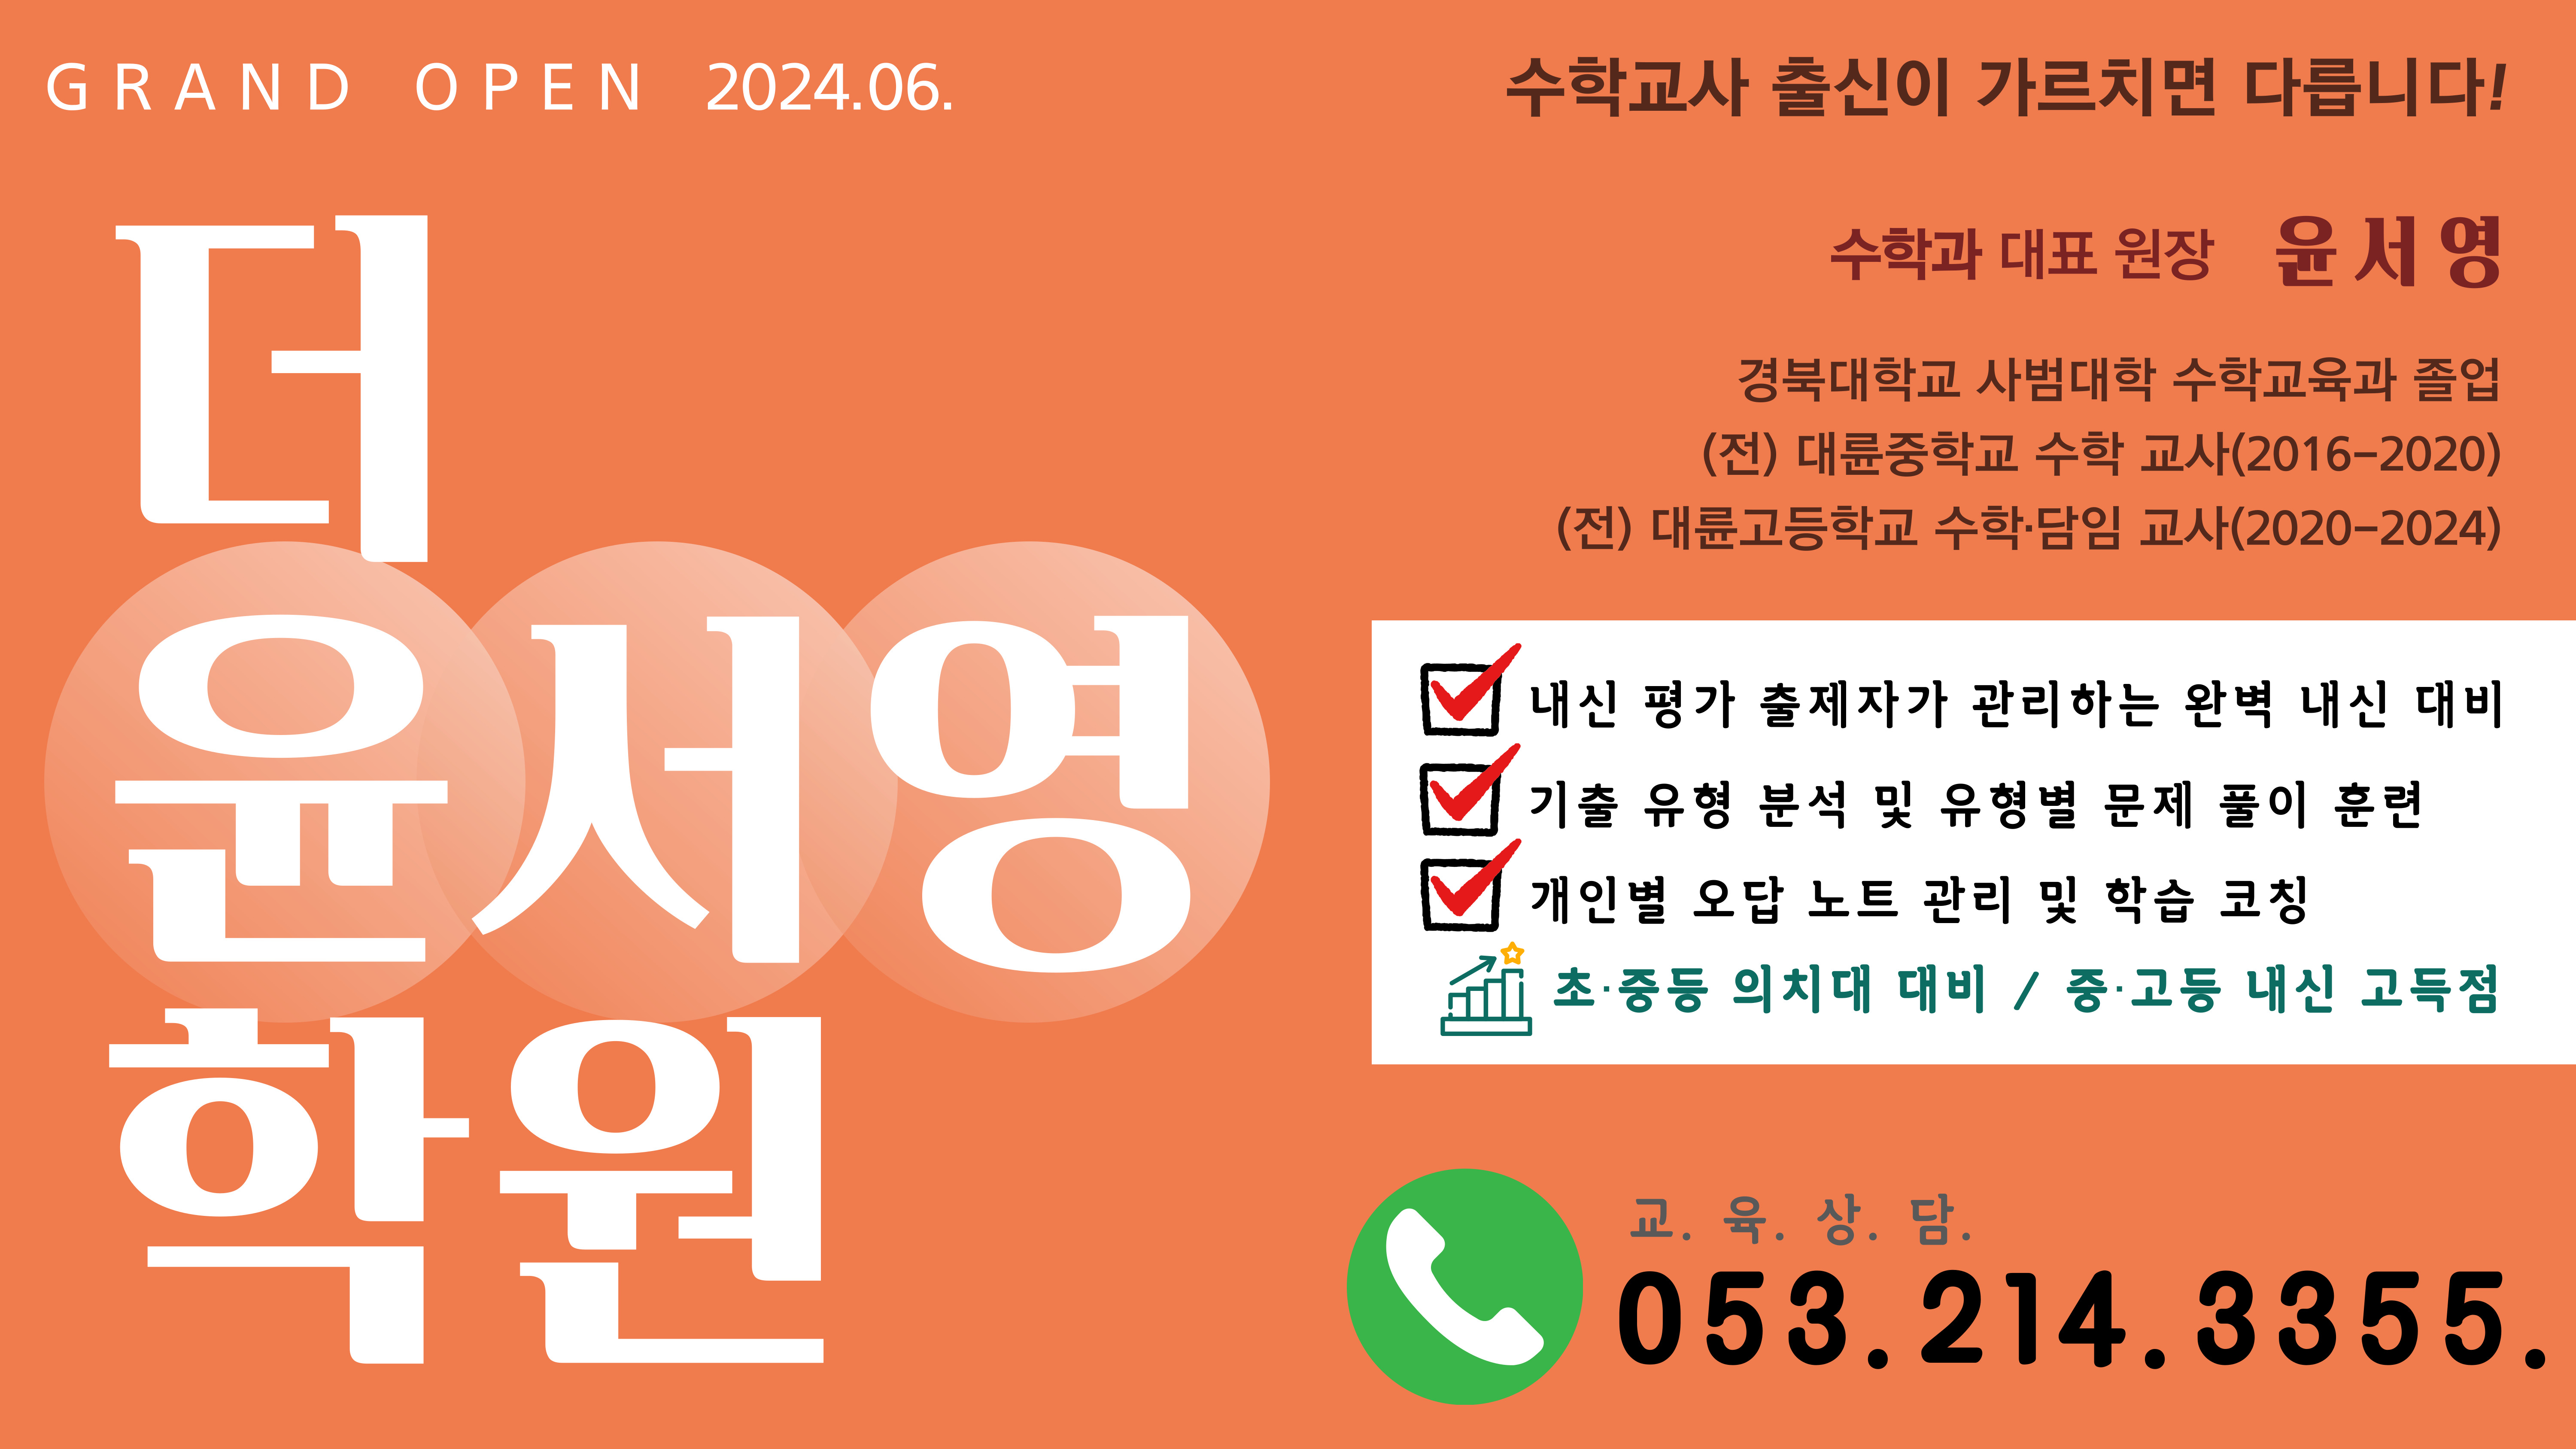 GRAND OPEN 2024.06.
더
윤서영
학원
수학교사 출신이 가르치면 다릅니다!
수학과 대표 원장 윤서영
경북대학교 사범대학 수학교육과 졸업
(전) 대륜중학교 수학 교사(2016-2020)
(전) 대륜고등학교 수학·담임 교사(2020-2024)
내신 평가 출제자가 관리하는 완벽 내신 대비
기출 유형 분석 및 유형별 문제 풀이 훈련
개인별 오답 노트 관리 및 학습 코칭
초·중등 의치대 대비 / 중·고등 내신 고득점
교. 육. 상. 담.
053.214.3355.